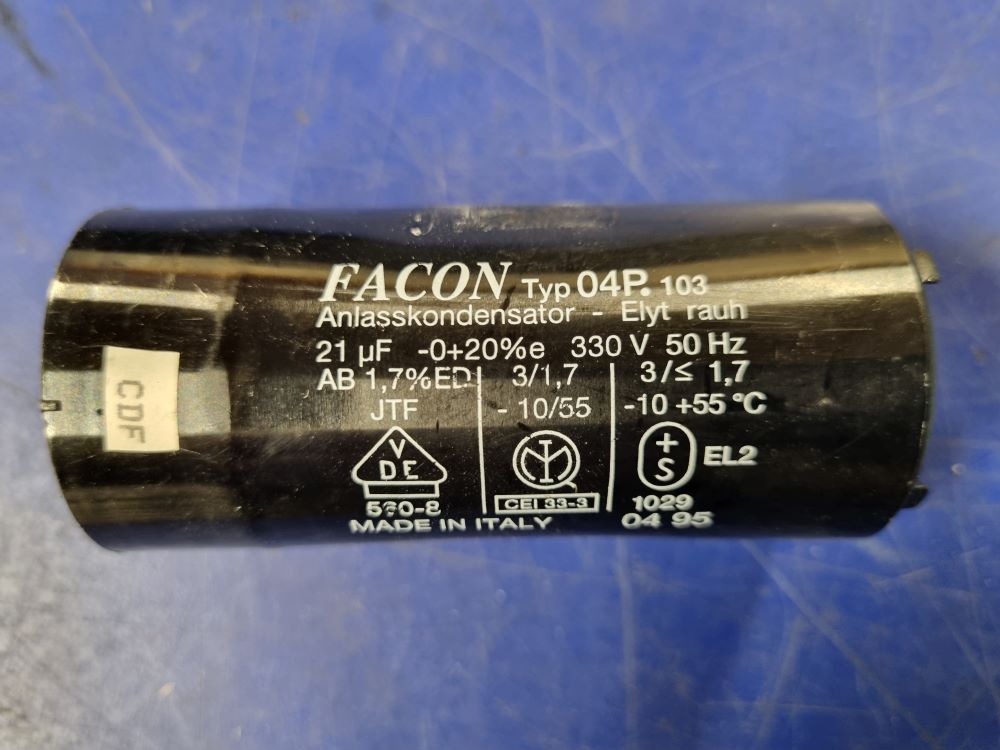 FACON Typ 04P. 103
Anlasskondensator - Elyt rauh
21 µF -0+20%e 330 V 50 Hz
AB 1,7%ED 3/1,7 3/≤ 1,7
JTF - 10/55 -10 +55 °C
VDE + S EL2
CEI 33-3 1029
MADE IN ITALY 04 95
CDF